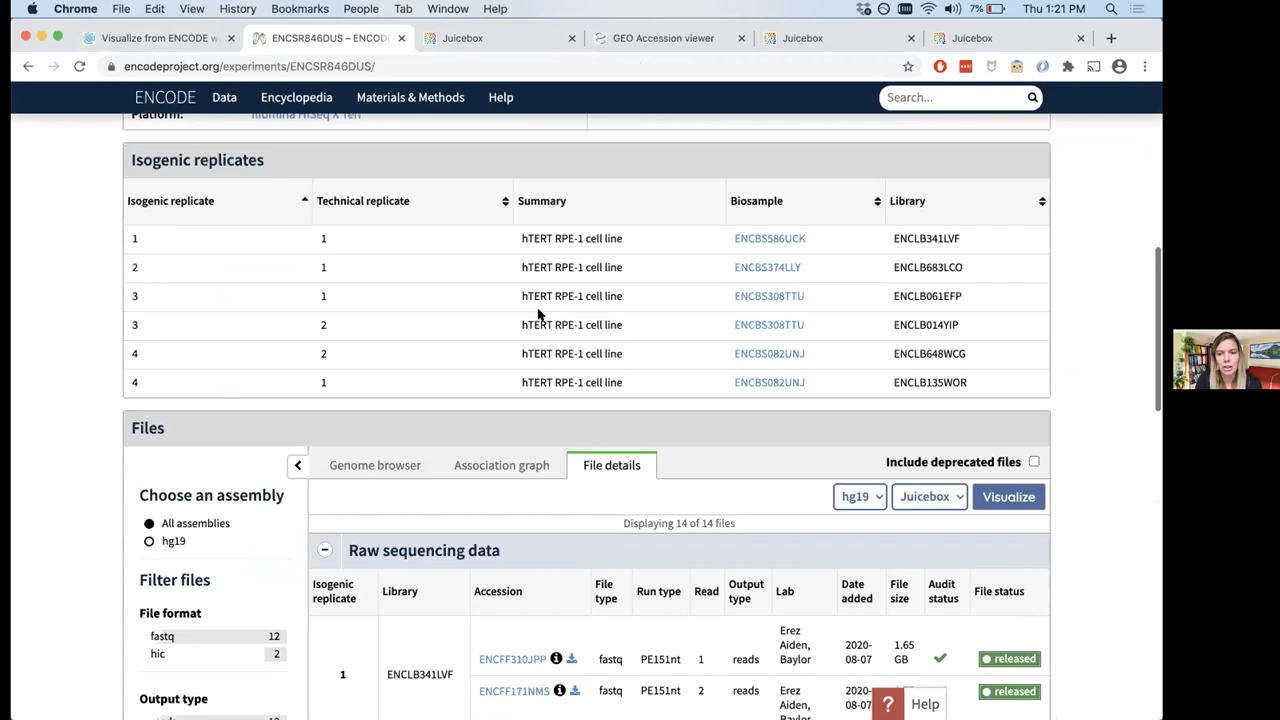 Chrome File Edit View History Bookmarks People Tab Window Help 7% Thu 1:21 PM
Visualize from ENCODE w ENCSR846DUS – ENCODE Juicebox GEO Accession viewer Juicebox Juicebox
encodeproject.org/experiments/ENCSR846DUS/
ENCODE Data Encyclopedia Materials & Methods Help Search...
Platform: Illumina HiSeq X Ten
Isogenic replicates
Isogenic replicate Technical replicate Summary Biosample Library
1 1 hTERT RPE-1 cell line ENCBS586UCK ENCLB341LVF
2 1 hTERT RPE-1 cell line ENCBS374LLY ENCLB683LCO
3 1 hTERT RPE-1 cell line ENCBS308TTU ENCLB061EFP
3 2 hTERT RPE-1 cell line ENCBS308TTU ENCLB014YIP
4 2 hTERT RPE-1 cell line ENCBS082UNJ ENCLB648WCG
4 1 hTERT RPE-1 cell line ENCBS082UNJ ENCLB135WOR
Files
Genome browser Association graph File details Include deprecated files
Choose an assembly
All assemblies
hg19
Filter files
File format
fastq 12
hic 2
Output type
hg19 Juicebox Visualize
Displaying 14 of 14 files
Raw sequencing data
Isogenic replicate Library Accession File type Run type Read Output type Lab Date added File size Audit status File status
1 ENCLB341LVF ENCFF310JPP fastq PE151nt 1 reads Erez Aiden, Baylor 2020-08-07 1.65 GB released
ENCFF171NMS fastq PE151nt 2 reads Erez Aiden, Baylor 2020- released
? Help